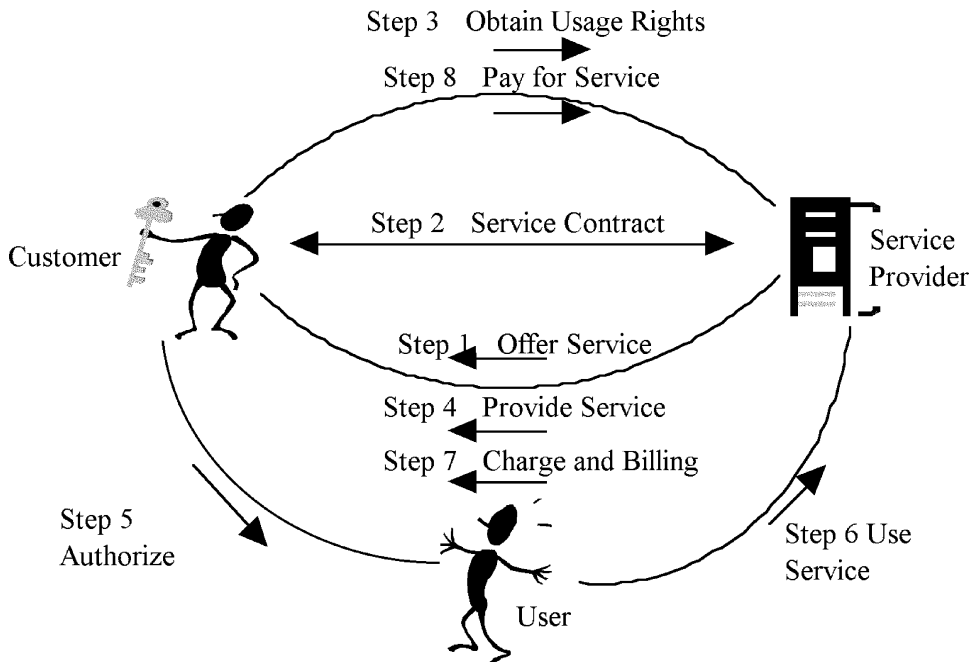 Step 3 Obtain Usage Rights
Step 8 Pay for Service
Step 2 Service Contract
Customer
Service
Provider
Step 1 Offer Service
Step 4 Provide Service
Step 7 Charge and Billing
Step 5
Authorize
Step 6 Use
Service
User